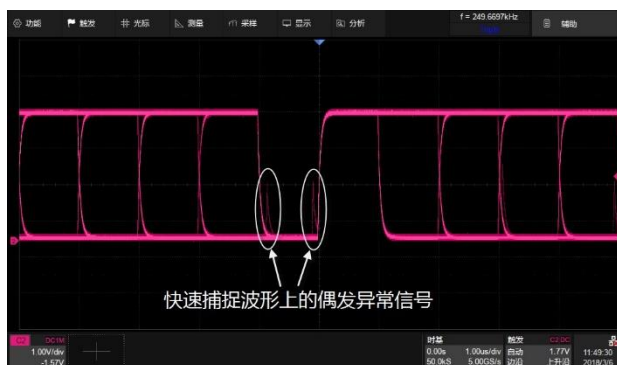 功能 触发 光标 测量 采样 显示 分析 f = 249.6697kHz 辅助
快速捕捉波形上的偶发异常信号
C2 DC1M 时基 触发 C2 DC
1.00V/div 0.00s 1.00us/div 自动 1.77V 11:49:30
-1.57V 50.0kS 5.00GS/s 边沿 上升沿 2018/3/6